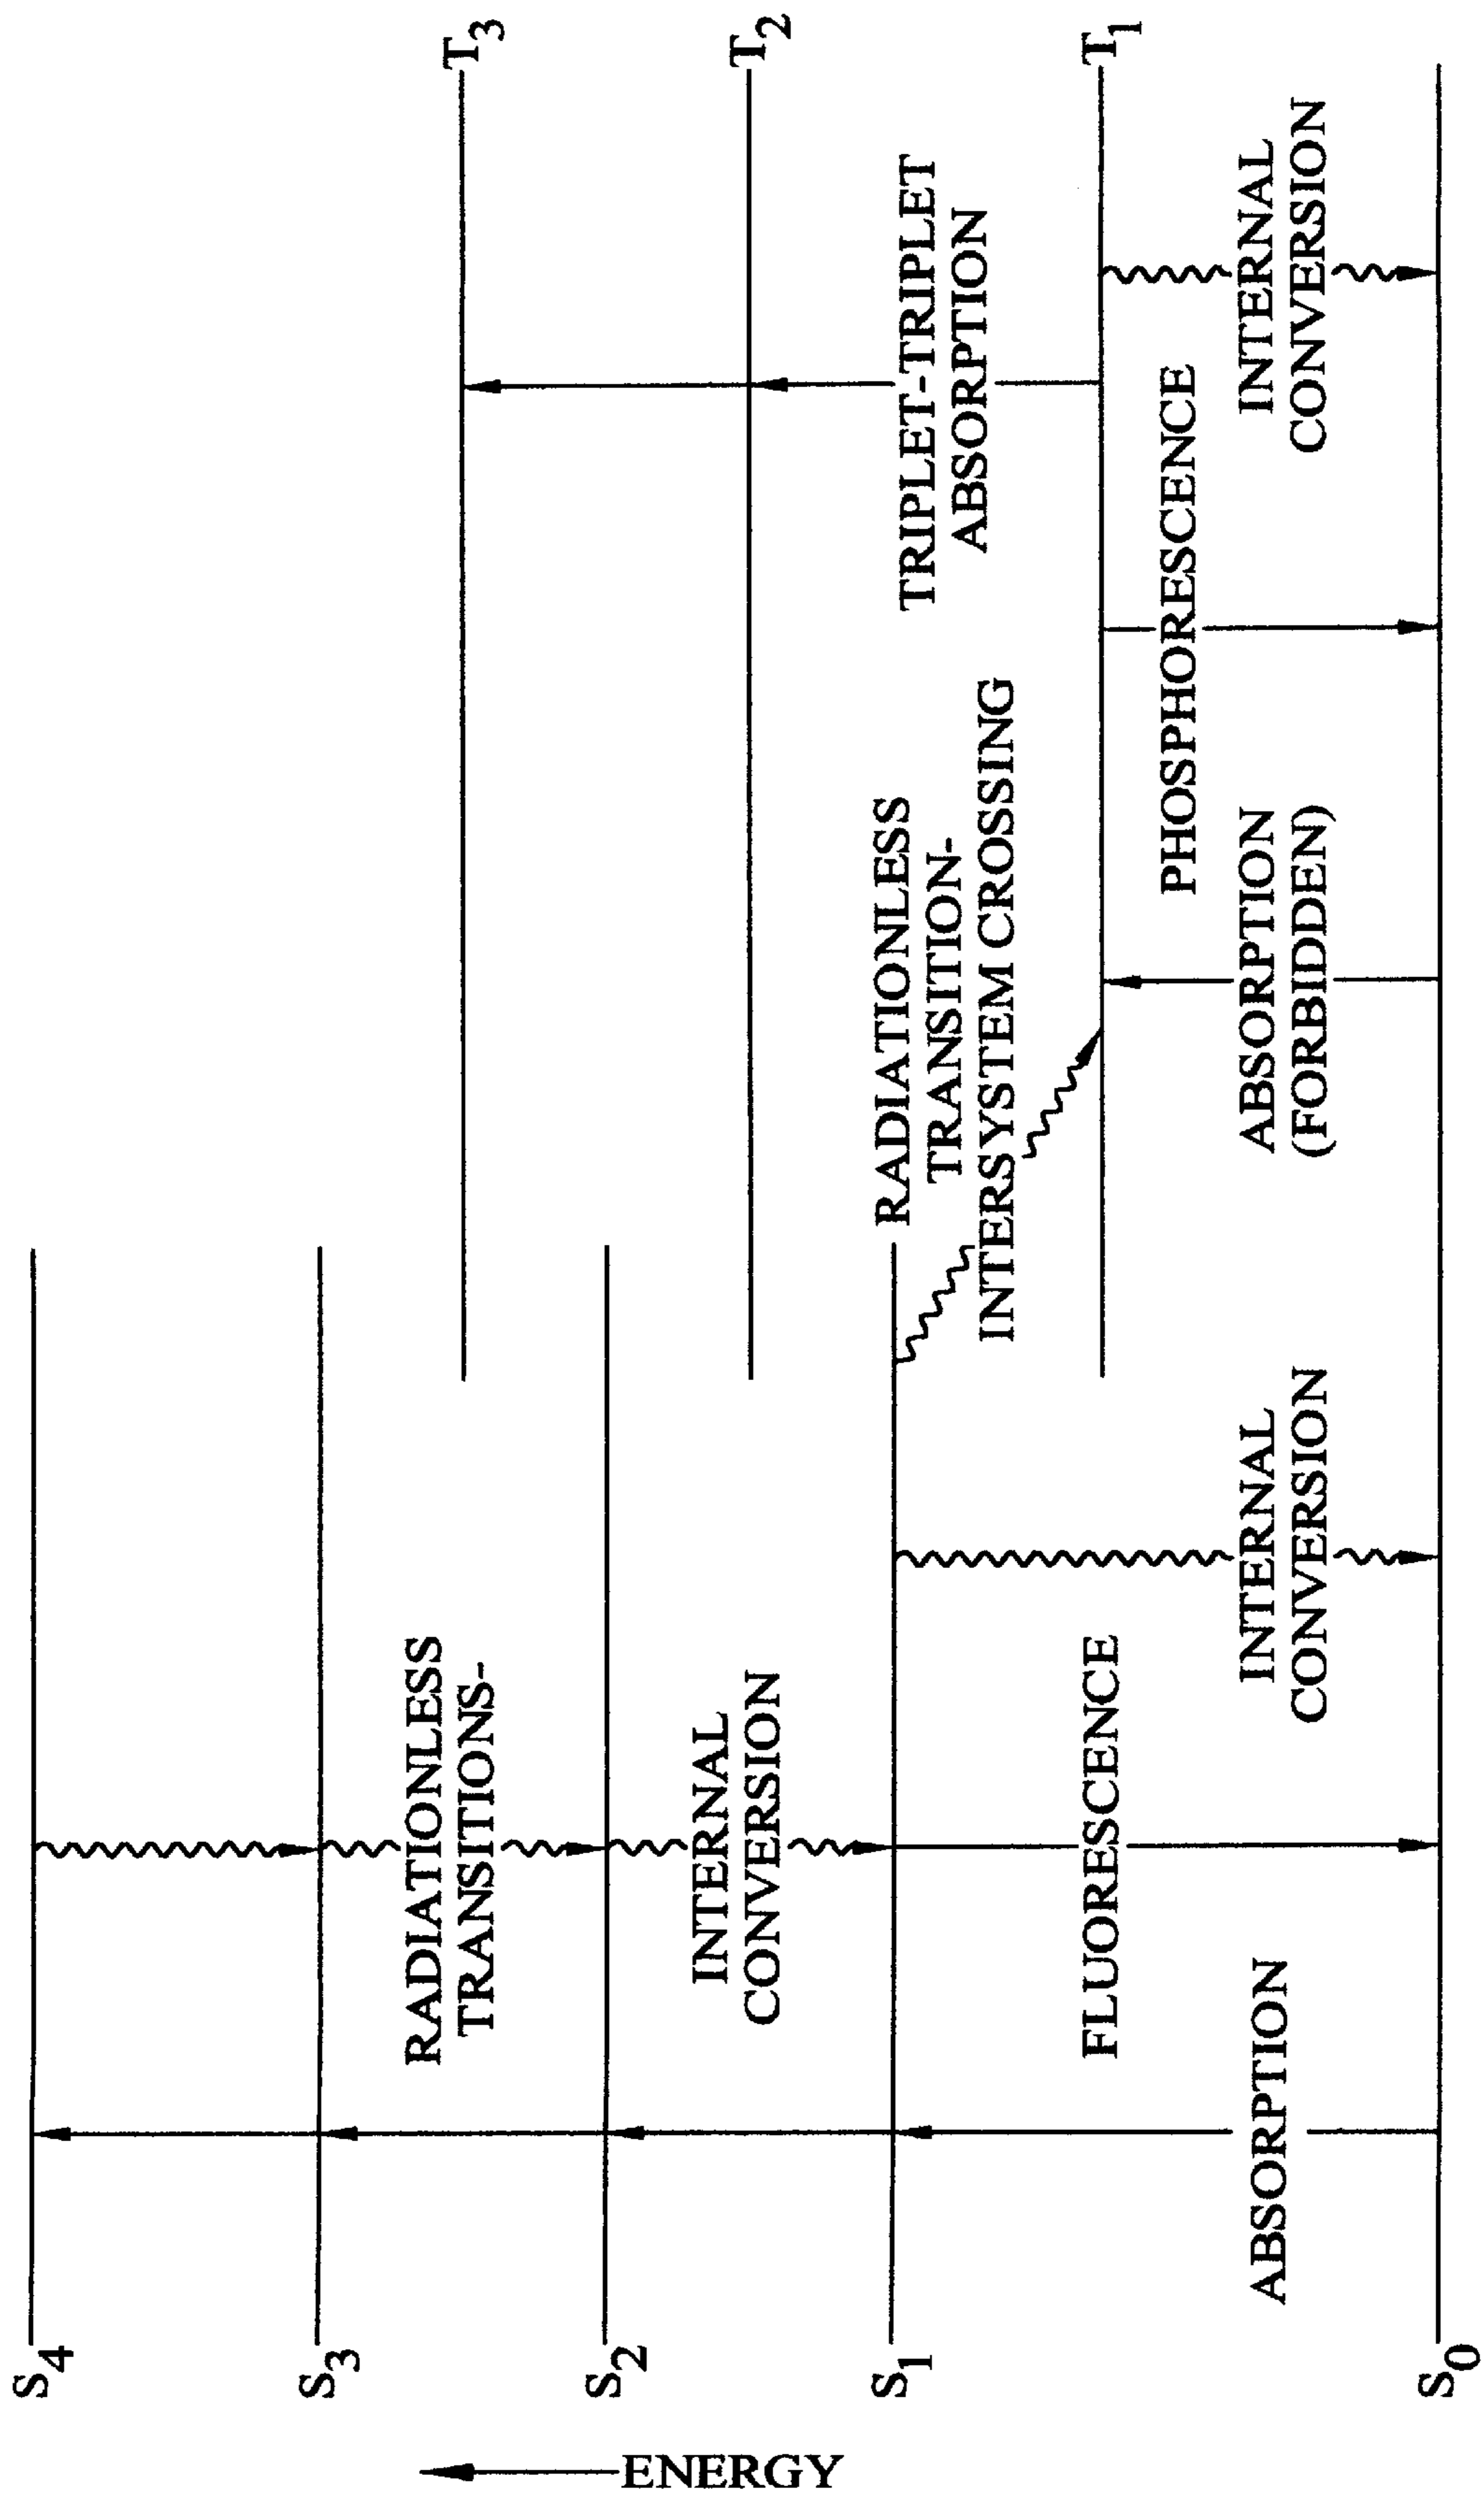 S4
S3
S2
S1
S0
ENERGY
T3
T2
T1
RADIATIONLESS
TRANSITIONS-
INTERNAL
CONVERSION
FLUORESCENCE
ABSORPTION
INTERNAL
CONVERSION
RADIATIONLESS
TRANSITION-
INTERSYSTEM CROSSING
ABSORPTION
(FORBIDDEN)
PHOSPHORESCENCE
TRIPLET-TRIPLET
ABSORPTION
INTERNAL
CONVERSION